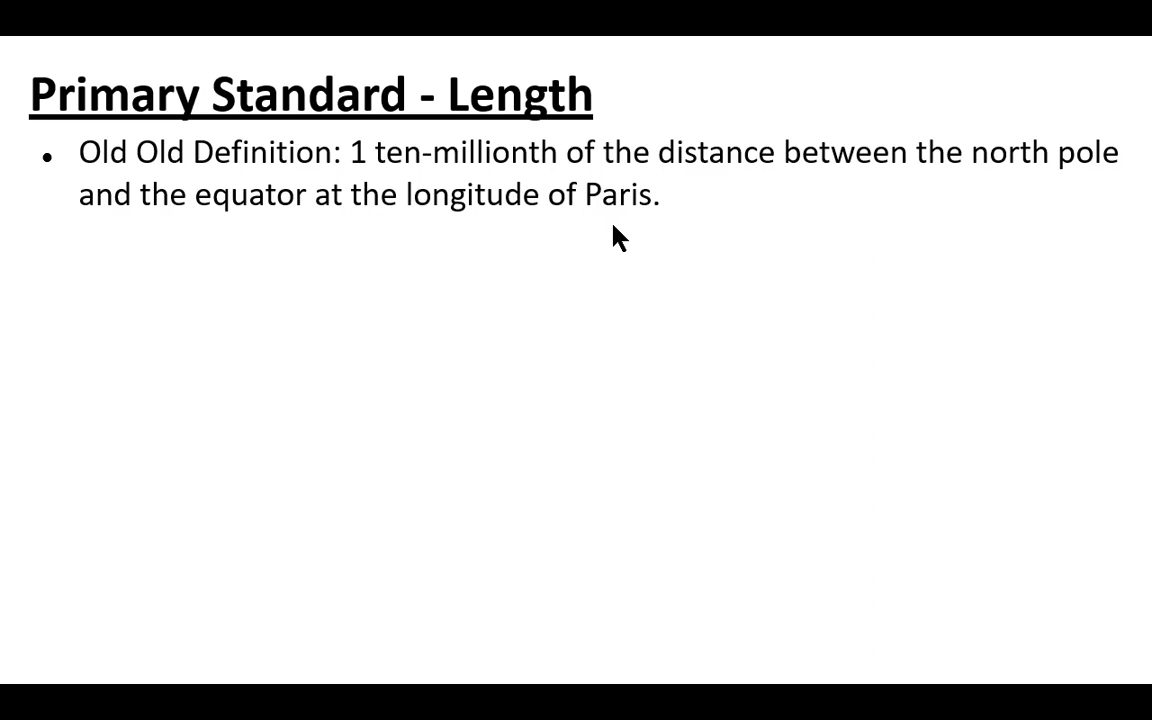 Primary Standard - Length
• Old Old Definition: 1 ten-millionth of the distance between the north pole
and the equator at the longitude of Paris.